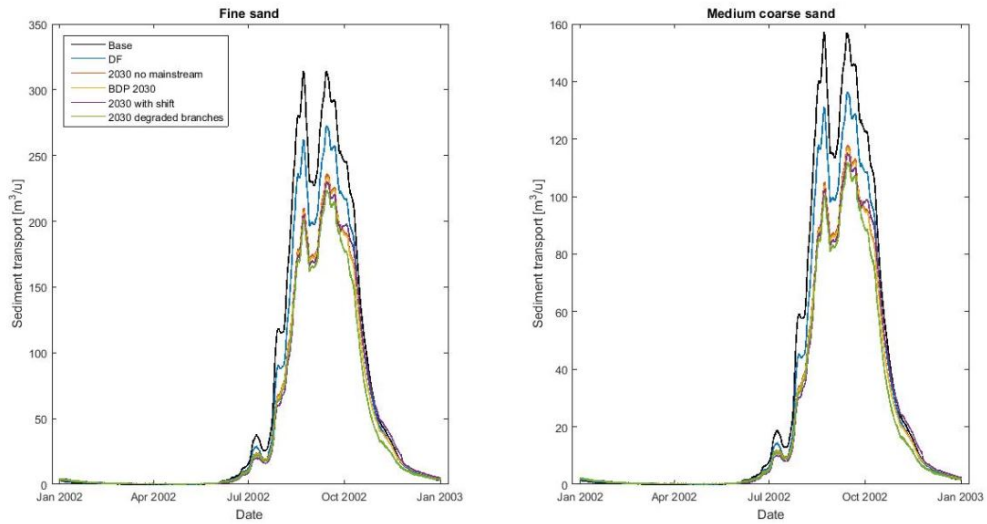 Fine sand
350
300
250
200
150
100
50
0
Sediment transport [m³/u]
Base
DF
2030 no mainstream
BDP 2030
2030 with shift
2030 degraded branches
Jan 2002
Apr 2002
Jul 2002
Oct 2002
Jan 2003
Date
Medium coarse sand
160
140
120
100
80
60
40
20
0
Sediment transport [m³/u]
Jan 2002
Apr 2002
Jul 2002
Oct 2002
Jan 2003
Date